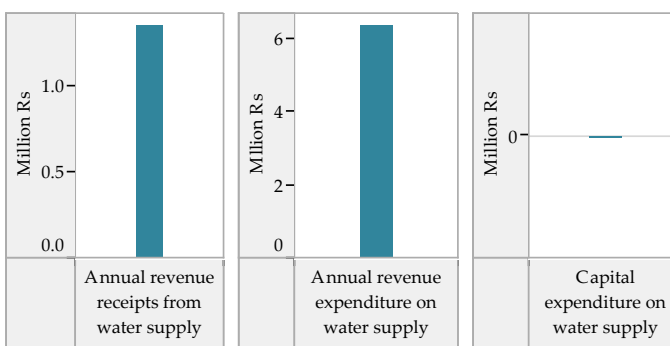 Million Rs
1.0
0.5
0.0
Annual revenue
receipts from
water supply
Million Rs
6
4
2
0
Annual revenue
expenditure on
water supply
Million Rs
0
Capital
expenditure on
water supply